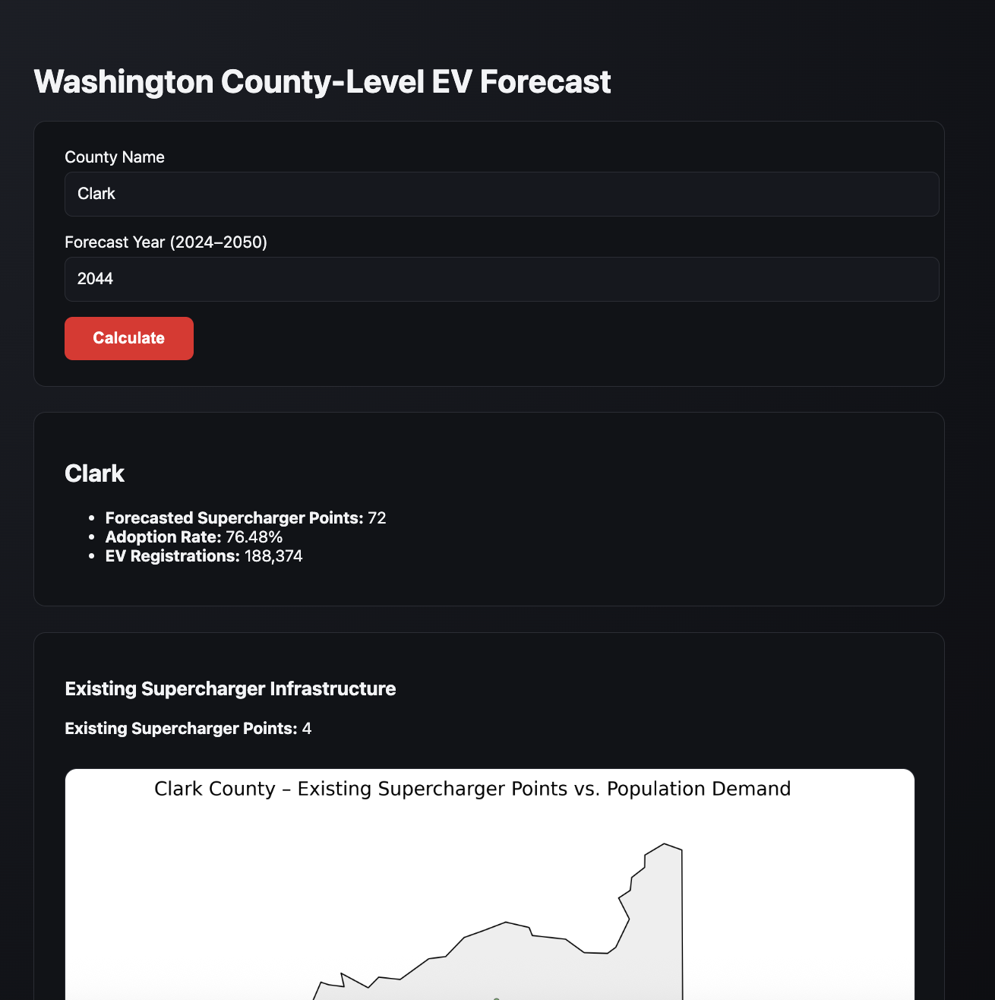 Washington County-Level EV Forecast
County Name
Clark
Forecast Year (2024–2050)
2044
Calculate
Clark
• Forecasted Supercharger Points: 72
• Adoption Rate: 76.48%
• EV Registrations: 188,374
Existing Supercharger Infrastructure
Existing Supercharger Points: 4
Clark County – Existing Supercharger Points vs. Population Demand